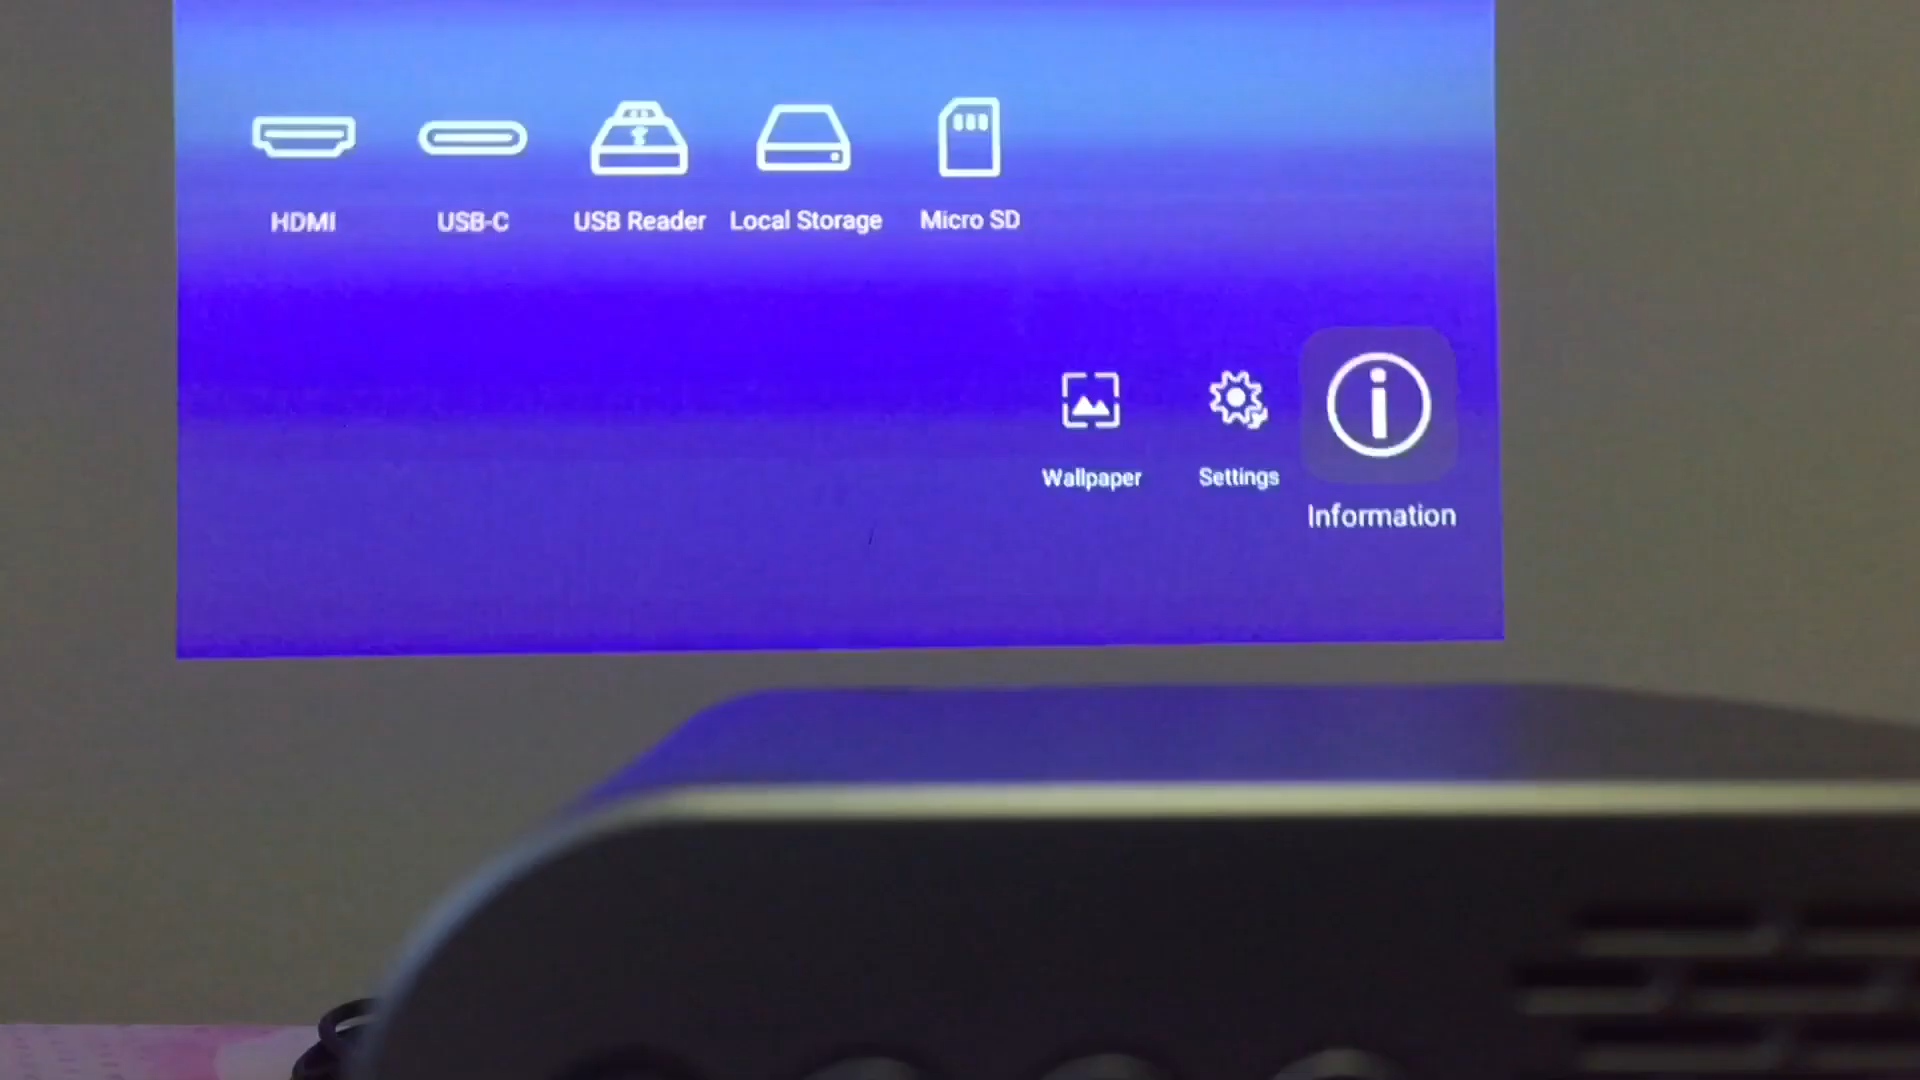 HDMI
USB-C
USB Reader
Local Storage
Micro SD
Wallpaper
Settings
Information